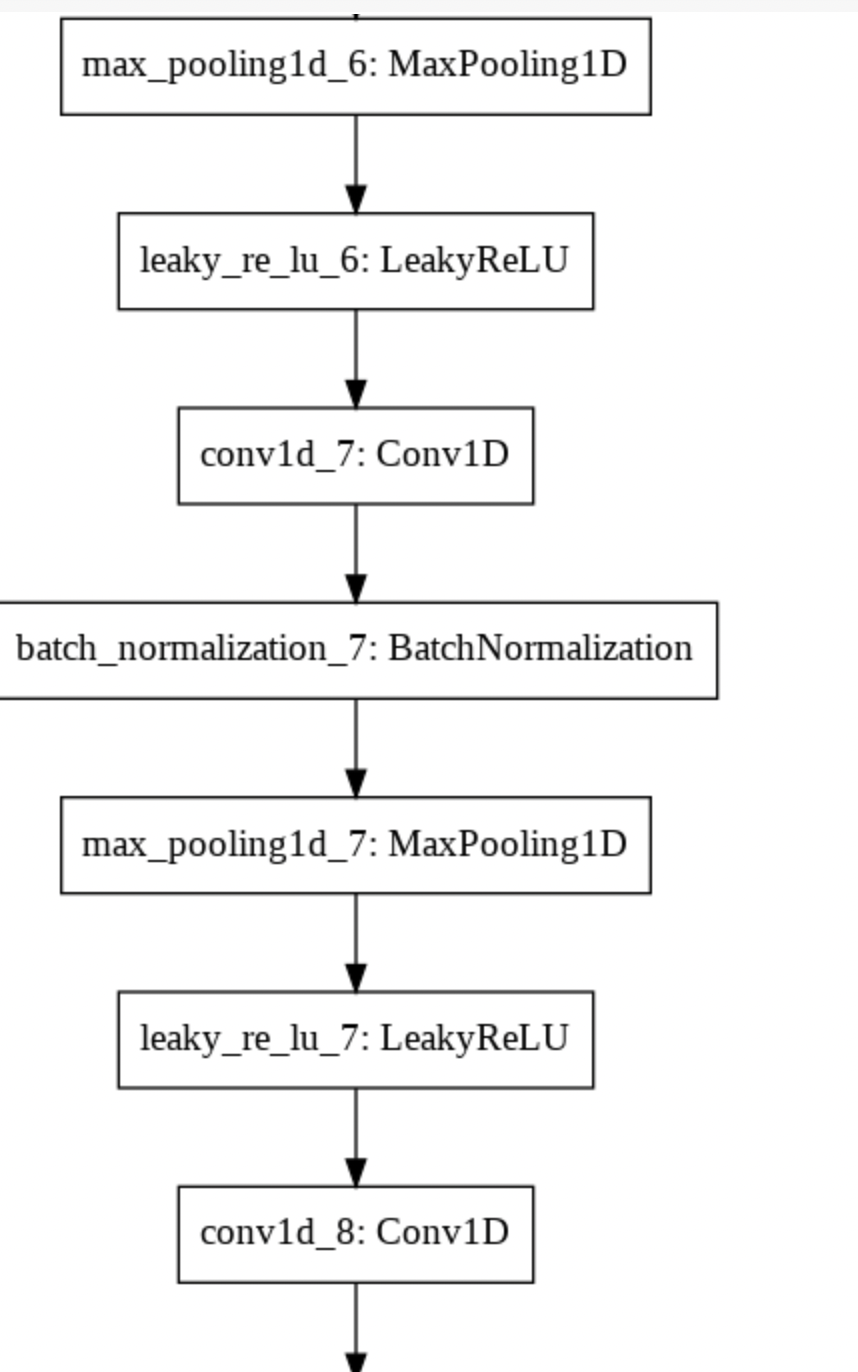 max_pooling1d_6: MaxPooling1D
leaky_re_lu_6: LeakyReLU
conv1d_7: Conv1D
batch_normalization_7: BatchNormalization
max_pooling1d_7: MaxPooling1D
leaky_re_lu_7: LeakyReLU
conv1d_8: Conv1D